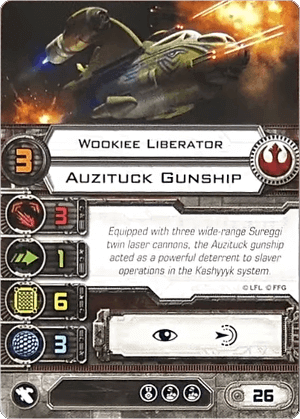 Wookiee Liberator
3
Auzituck Gunship
3
1
6
3
Equipped with three wide-range Sureggi
twin laser cannons, the Auzituck gunship
acted as a powerful deterrent to slaver
operations in the Kashyyyk system.
© LFL. © FFG
26